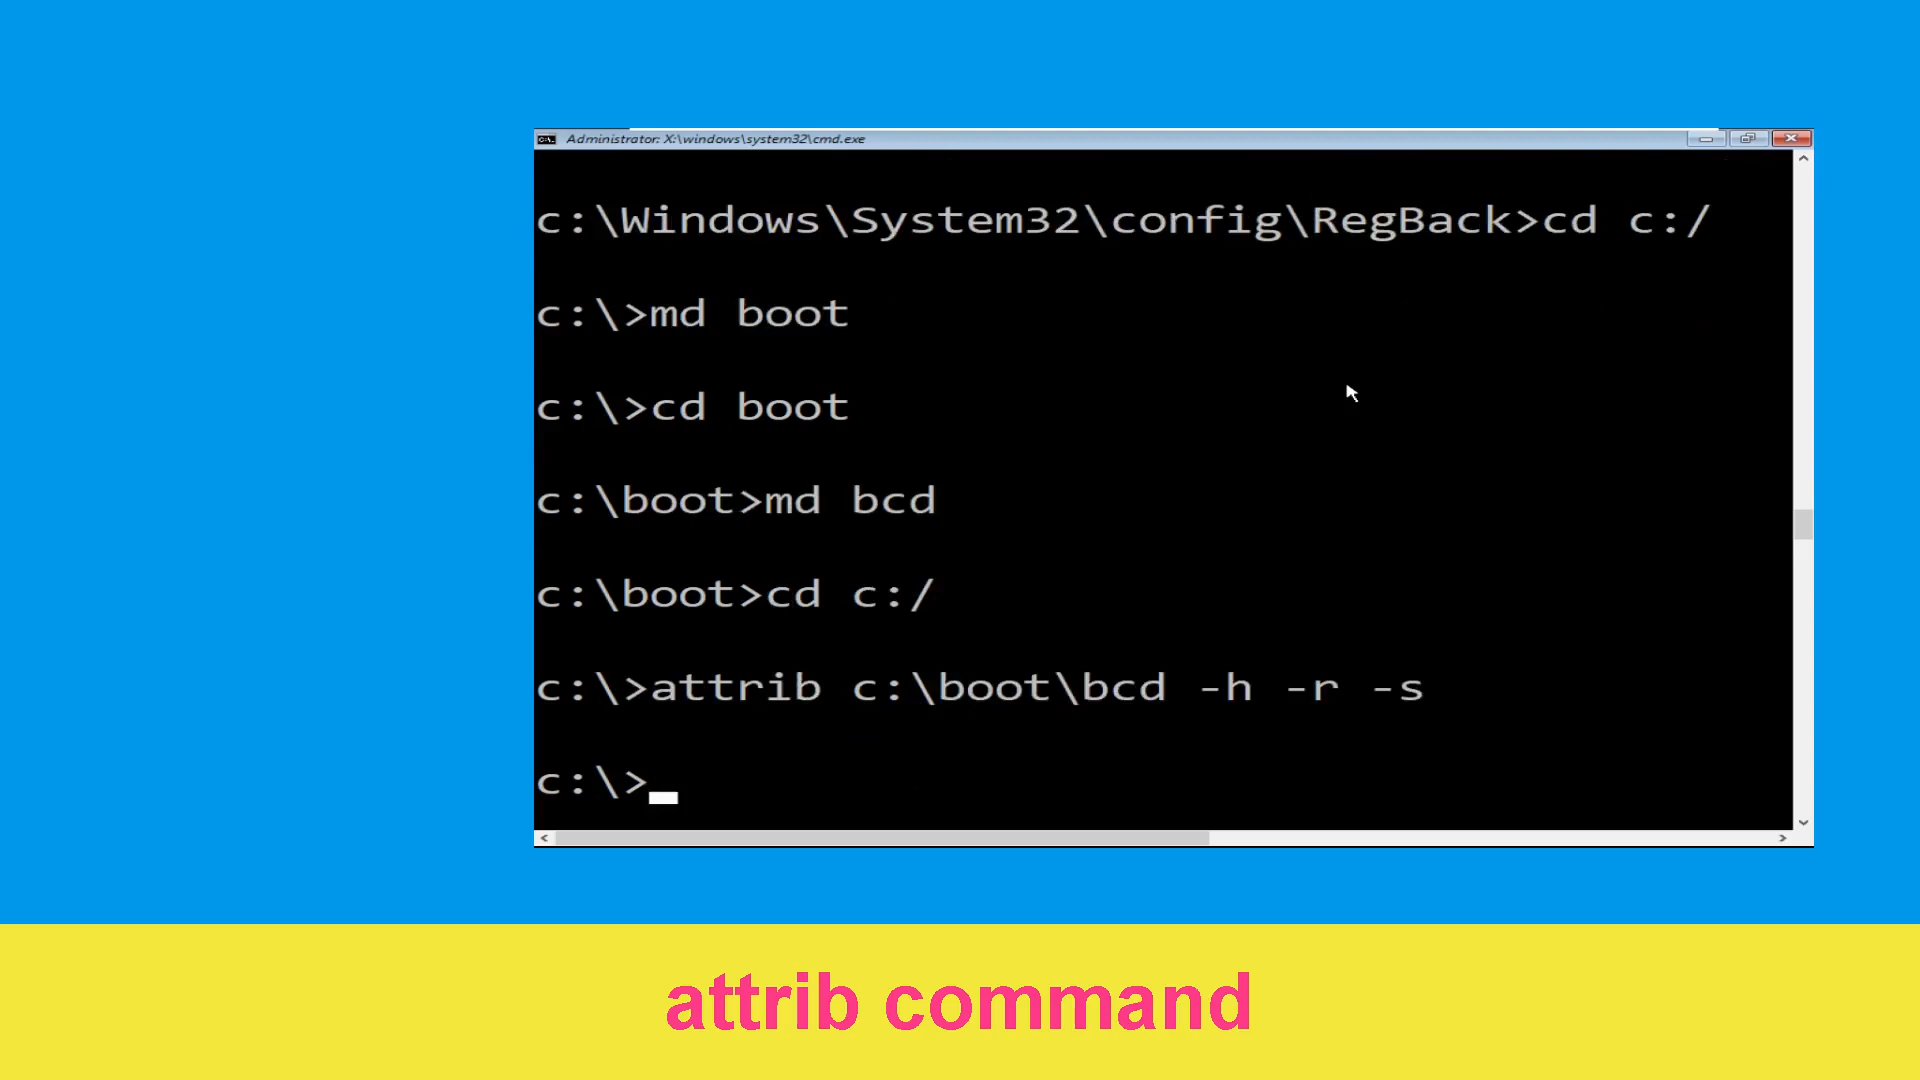 Administrator: X:\windows\system32\cmd.exe
c:\Windows\System32\config\RegBack>cd c:/
c:\>md boot
c:\>cd boot
c:\boot>md bcd
c:\boot>cd c:/
c:\>attrib c:\boot\bcd -h -r -s
c:\>
attrib command